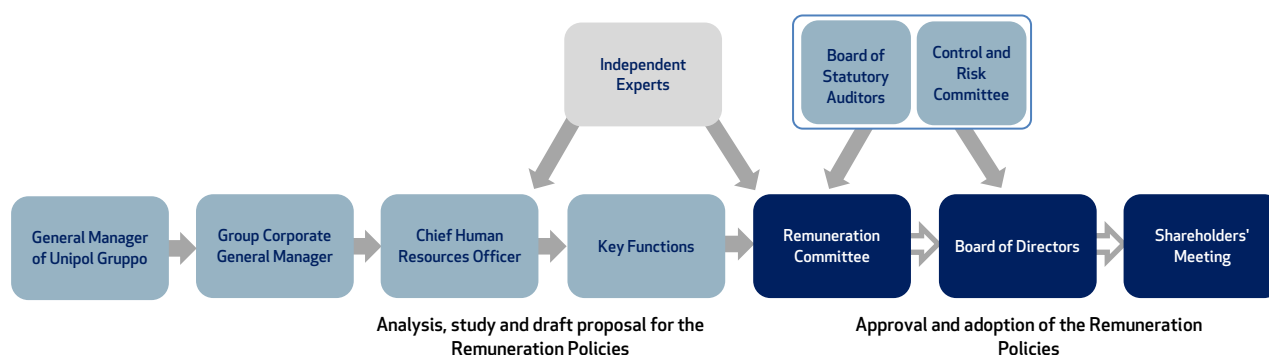 Independent
Experts
Board of
Statutory
Auditors
Control and
Risk
Committee
General Manager
of Unipol Gruppo
Group Corporate
General Manager
Chief Human
Resources Officer
Key Functions
Remuneration
Committee
Board of Directors
Shareholders'
Meeting
Analysis, study and draft proposal for the
Remuneration Policies
Approval and adoption of the Remuneration
Policies